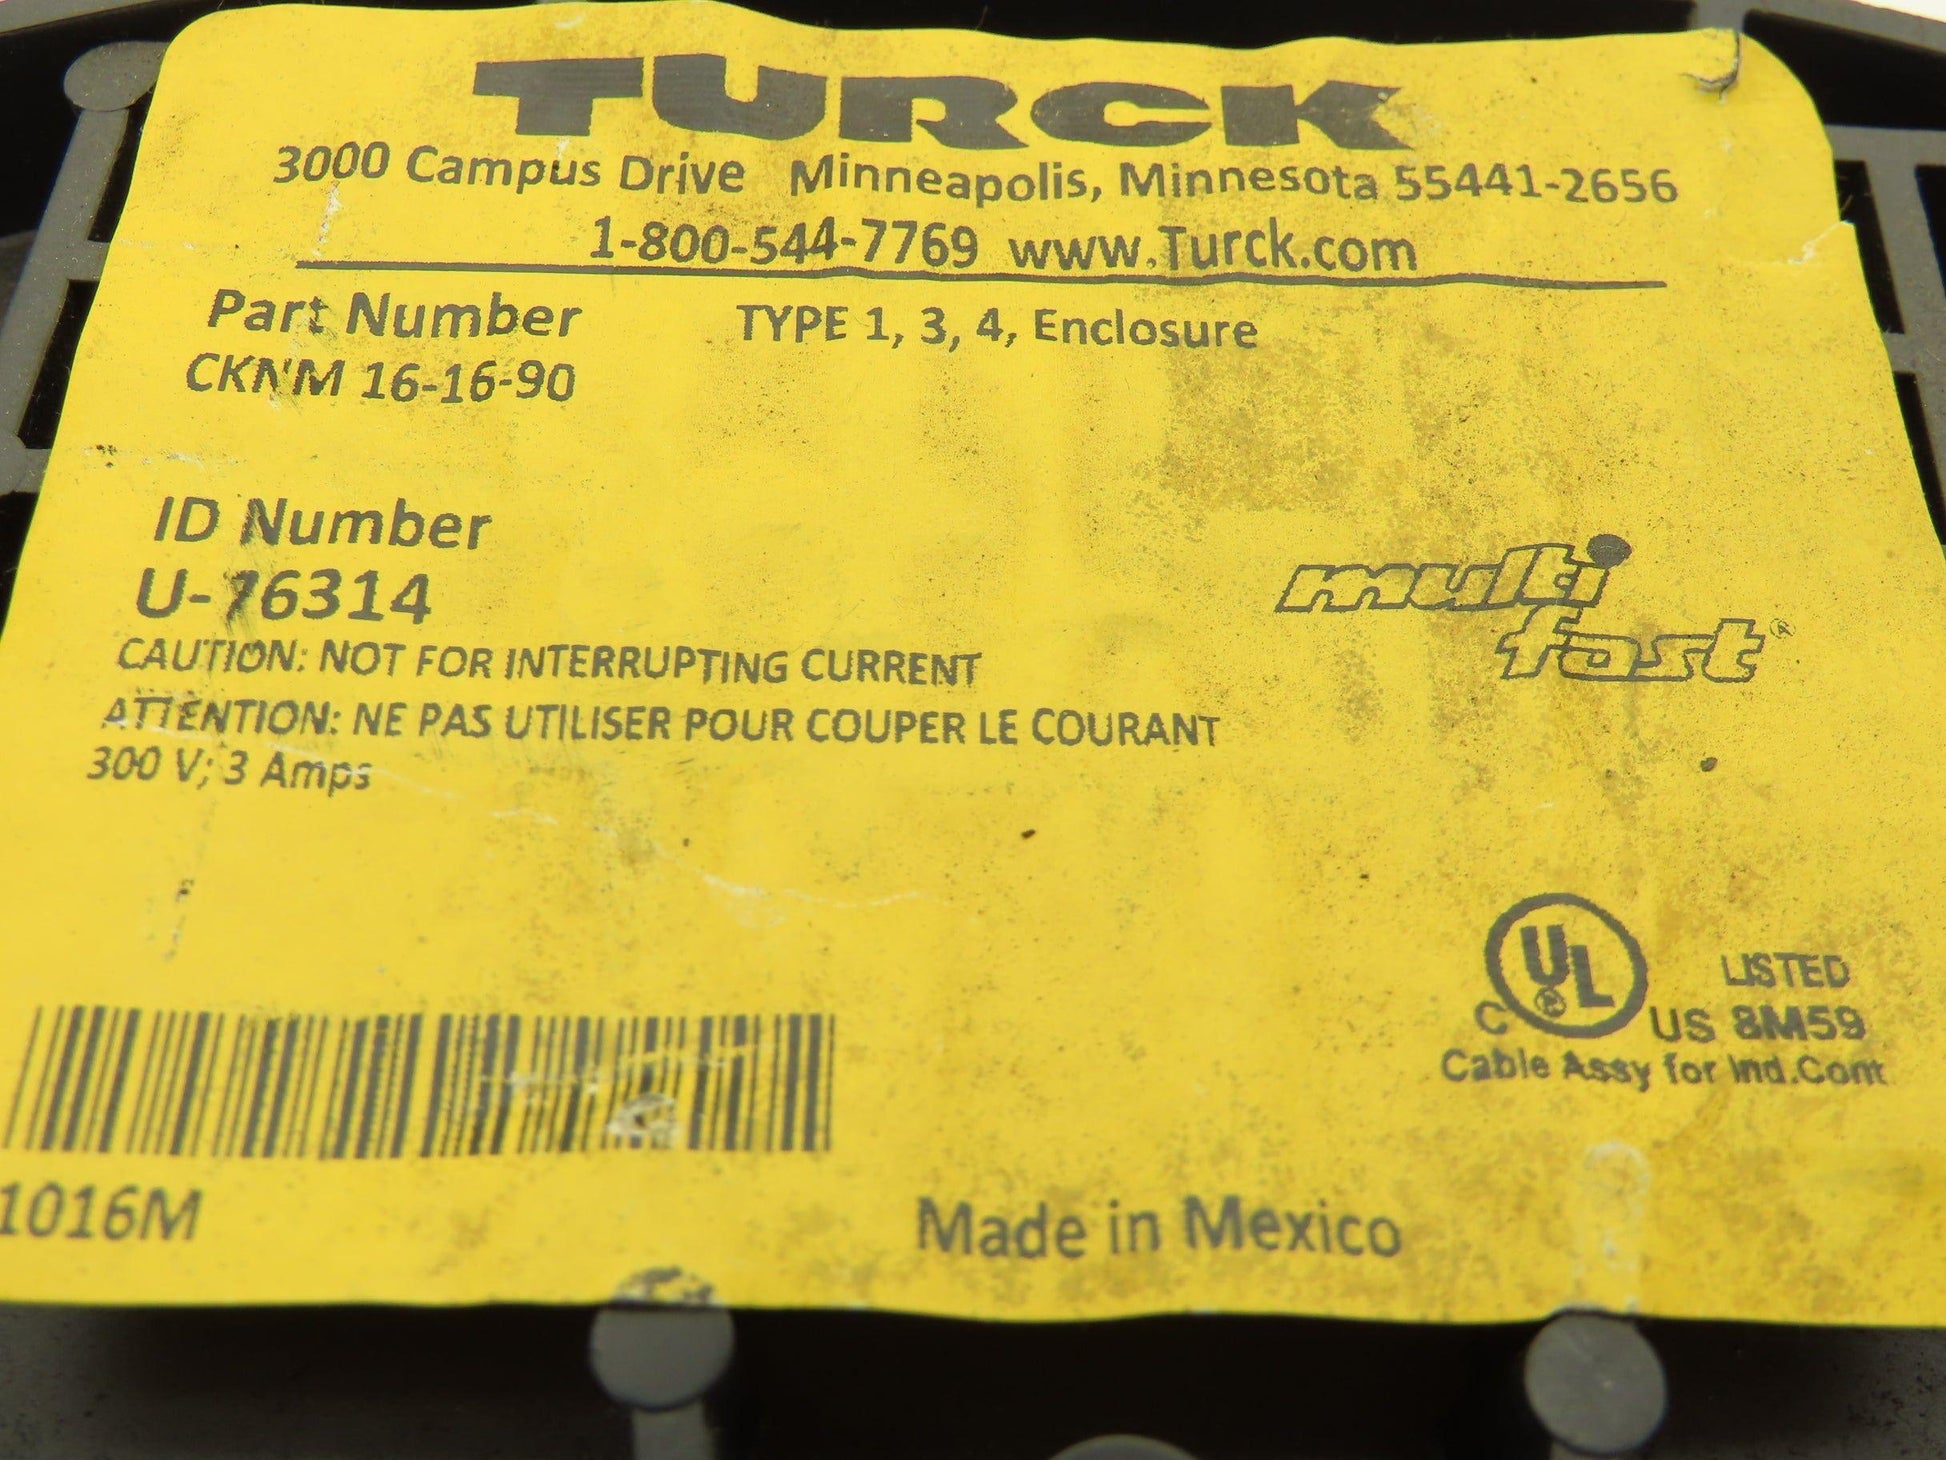 TURCK
3000 Campus Drive Minneapolis, Minnesota 55441-2656
1-800-544-7769 www.Turck.com
Part Number TYPE 1, 3, 4, Enclosure
CKNM 16-16-90
ID Number
U-76314
multi
fast®
CAUTION: NOT FOR INTERRUPTING CURRENT
ATTENTION: NE PAS UTILISER POUR COUPER LE COURANT
300 V; 3 Amps
C UL® US LISTED
8M59
Cable Assy for Ind.Cont
1016M
Made in Mexico